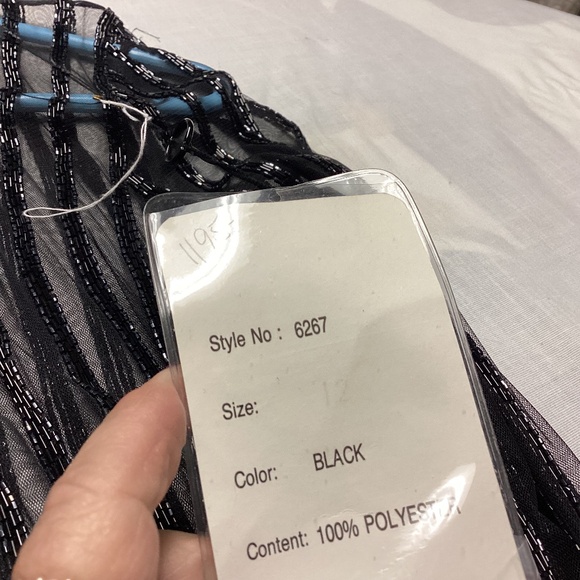 Style No : 6267
Size: 12
Color: BLACK
Content: 100% POLYESTER